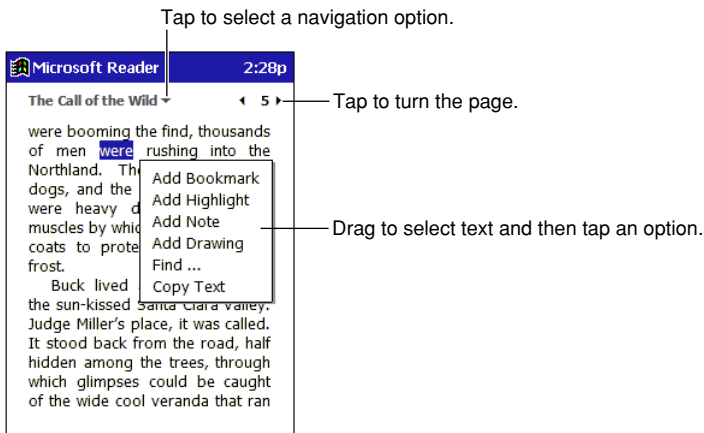 Tap to select a navigation option.
Microsoft Reader 2:28p
The Call of the Wild 5
Tap to turn the page.
were booming the find, thousands
of men were rushing into the
Northland. Th
dogs, and the
were heavy d
muscles by whic
coats to prote
frost.
Add Bookmark
Add Highlight
Add Note
Add Drawing
Find ...
Copy Text
Drag to select text and then tap an option.
Buck lived
the sun-kissed Santa Clara Valley.
Judge Miller's place, it was called.
It stood back from the road, half
hidden among the trees, through
which glimpses could be caught
of the wide cool veranda that ran